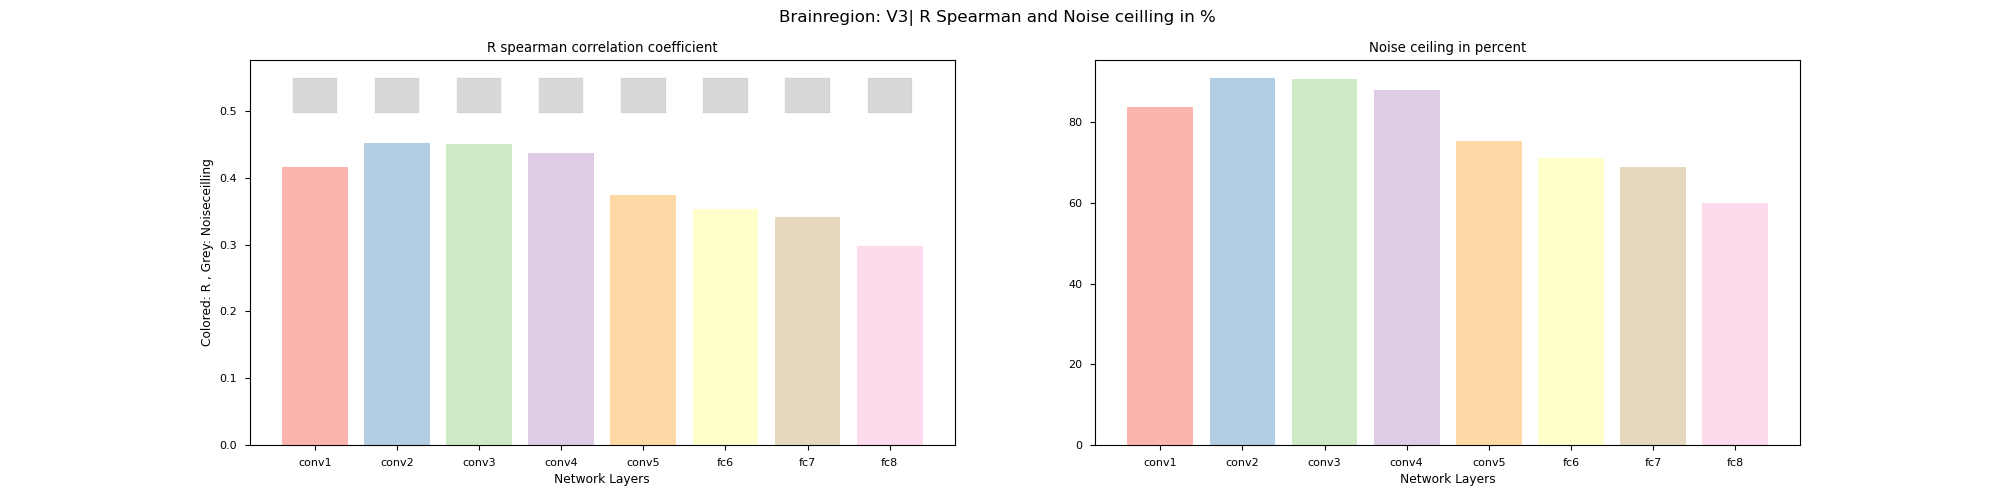 Brainregion: V3| R Spearman and Noise ceilling in %
R spearman correlation coefficient
Colored: R , Grey: Noiseceilling
0.5
0.4
0.3
0.2
0.1
0.0
conv1 conv2 conv3 conv4 conv5 fc6 fc7 fc8
Network Layers
Noise ceiling in percent
80
60
40
20
0
conv1 conv2 conv3 conv4 conv5 fc6 fc7 fc8
Network Layers